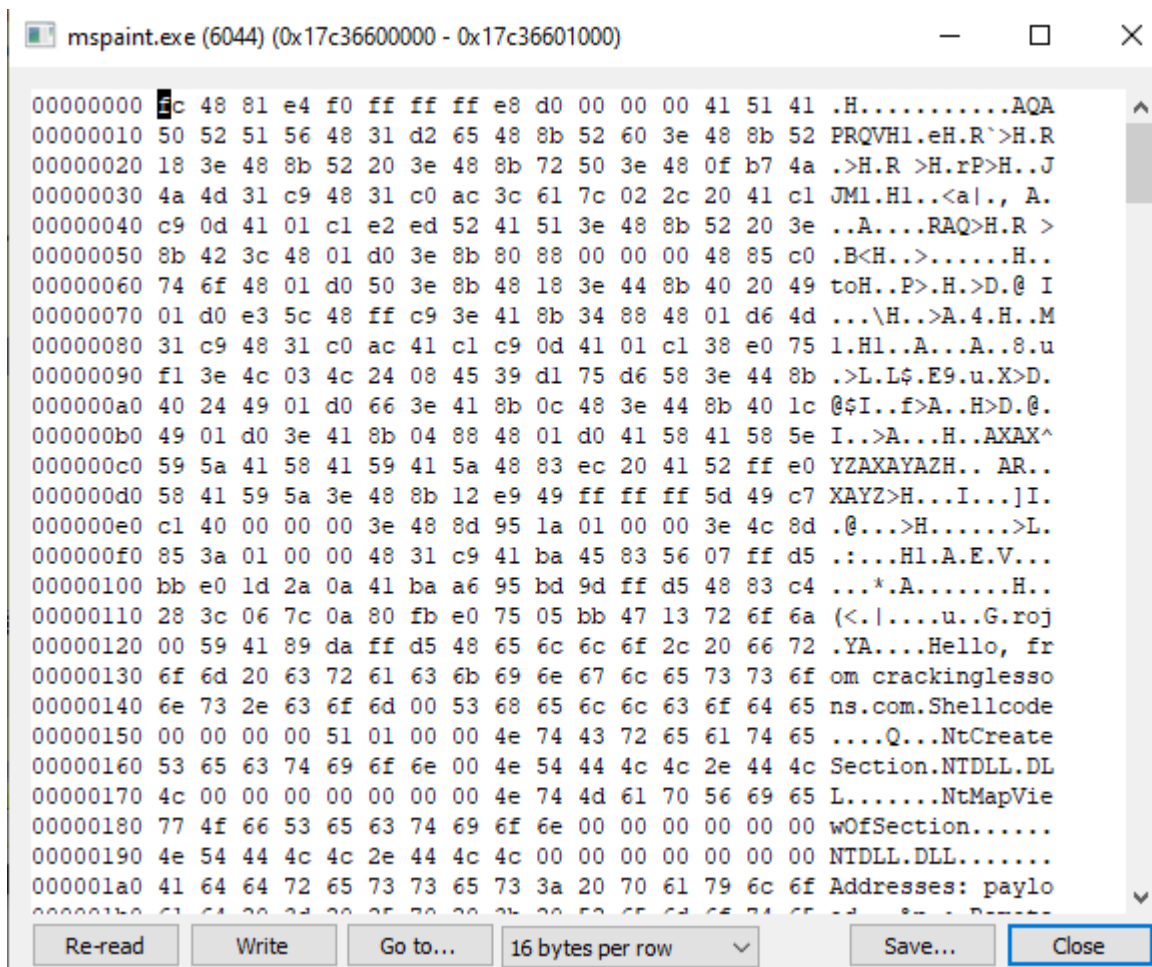 mspaint.exe (6044) (0x17c36600000 - 0x17c36601000)
00000000 fc 48 81 e4 f0 ff ff ff e8 d0 00 00 00 41 51 41 .H...........AQA
00000010 50 52 51 56 48 31 d2 65 48 8b 52 60 3e 48 8b 52 PRQVH1.eH.R`>H.R
00000020 18 3e 48 8b 52 20 3e 48 8b 72 50 3e 48 0f b7 4a .>H.R >H.rP>H..J
00000030 4a 4d 31 c9 48 31 c0 ac 3c 61 7c 02 2c 20 41 c1 JM1.H1..<a|., A.
00000040 c9 0d 41 01 c1 e2 ed 52 41 51 3e 48 8b 52 20 3e ..A....RAQ>H.R >
00000050 8b 42 3c 48 01 d0 3e 8b 80 88 00 00 00 48 85 c0 .B<H..>......H..
00000060 74 6f 48 01 d0 50 3e 8b 48 18 3e 44 8b 40 20 49 toH..P>.H.>D.@ I
00000070 01 d0 e3 5c 48 ff c9 3e 41 8b 34 88 48 01 d6 4d ...\H..>A.4.H..M
00000080 31 c9 48 31 c0 ac 41 c1 c9 0d 41 01 c1 38 e0 75 1.H1..A...A..8.u
00000090 f1 3e 4c 03 4c 24 08 45 39 d1 75 d6 58 3e 44 8b .>L.L$.E9.u.X>D.
000000a0 40 24 49 01 d0 66 3e 41 8b 0c 48 3e 44 8b 40 1c @$I..f>A..H>D.@.
000000b0 49 01 d0 3e 41 8b 04 88 48 01 d0 41 58 41 58 5e I..>A...H..AXAX^
000000c0 59 5a 41 58 41 59 41 5a 48 83 ec 20 41 52 ff e0 YZAXAYAZH.. AR..
000000d0 58 41 59 5a 3e 48 8b 12 e9 49 ff ff ff 5d 49 c7 XAYZ>H...I...]I.
000000e0 c1 40 00 00 00 3e 48 8d 95 1a 01 00 00 3e 4c 8d .@...>H......>L.
000000f0 85 3a 01 00 00 48 31 c9 41 ba 45 83 56 07 ff d5 .:...H1.A.E.V...
00000100 bb e0 1d 2a 0a 41 ba a6 95 bd 9d ff d5 48 83 c4 ...*.A.......H..
00000110 28 3c 06 7c 0a 80 fb e0 75 05 bb 47 13 72 6f 6a (<.|....u..G.roj
00000120 00 59 41 89 da ff d5 48 65 6c 6c 6f 2c 20 66 72 .YA....Hello, fr
00000130 6f 6d 20 63 72 61 63 6b 69 6e 67 6c 65 73 73 6f om crackinglesso
00000140 6e 73 2e 63 6f 6d 00 53 68 65 6c 6c 63 6f 64 65 ns.com.Shellcode
00000150 00 00 00 00 51 01 00 00 4e 74 43 72 65 61 74 65 ....Q...NtCreate
00000160 53 65 63 74 69 6f 6e 00 4e 54 44 4c 4c 2e 44 4c Section.NTDLL.DL
00000170 4c 00 00 00 00 00 00 00 4e 74 4d 61 70 56 69 65 L.......NtMapVie
00000180 77 4f 66 53 65 63 74 69 6f 6e 00 00 00 00 00 00 wOfSection......
00000190 4e 54 44 4c 4c 2e 44 4c 4c 00 00 00 00 00 00 00 NTDLL.DLL.......
000001a0 41 64 64 72 65 73 73 65 73 3a 20 70 61 79 6c 6f Addresses: paylo
Re-read Write Go to... 16 bytes per row Save... Close